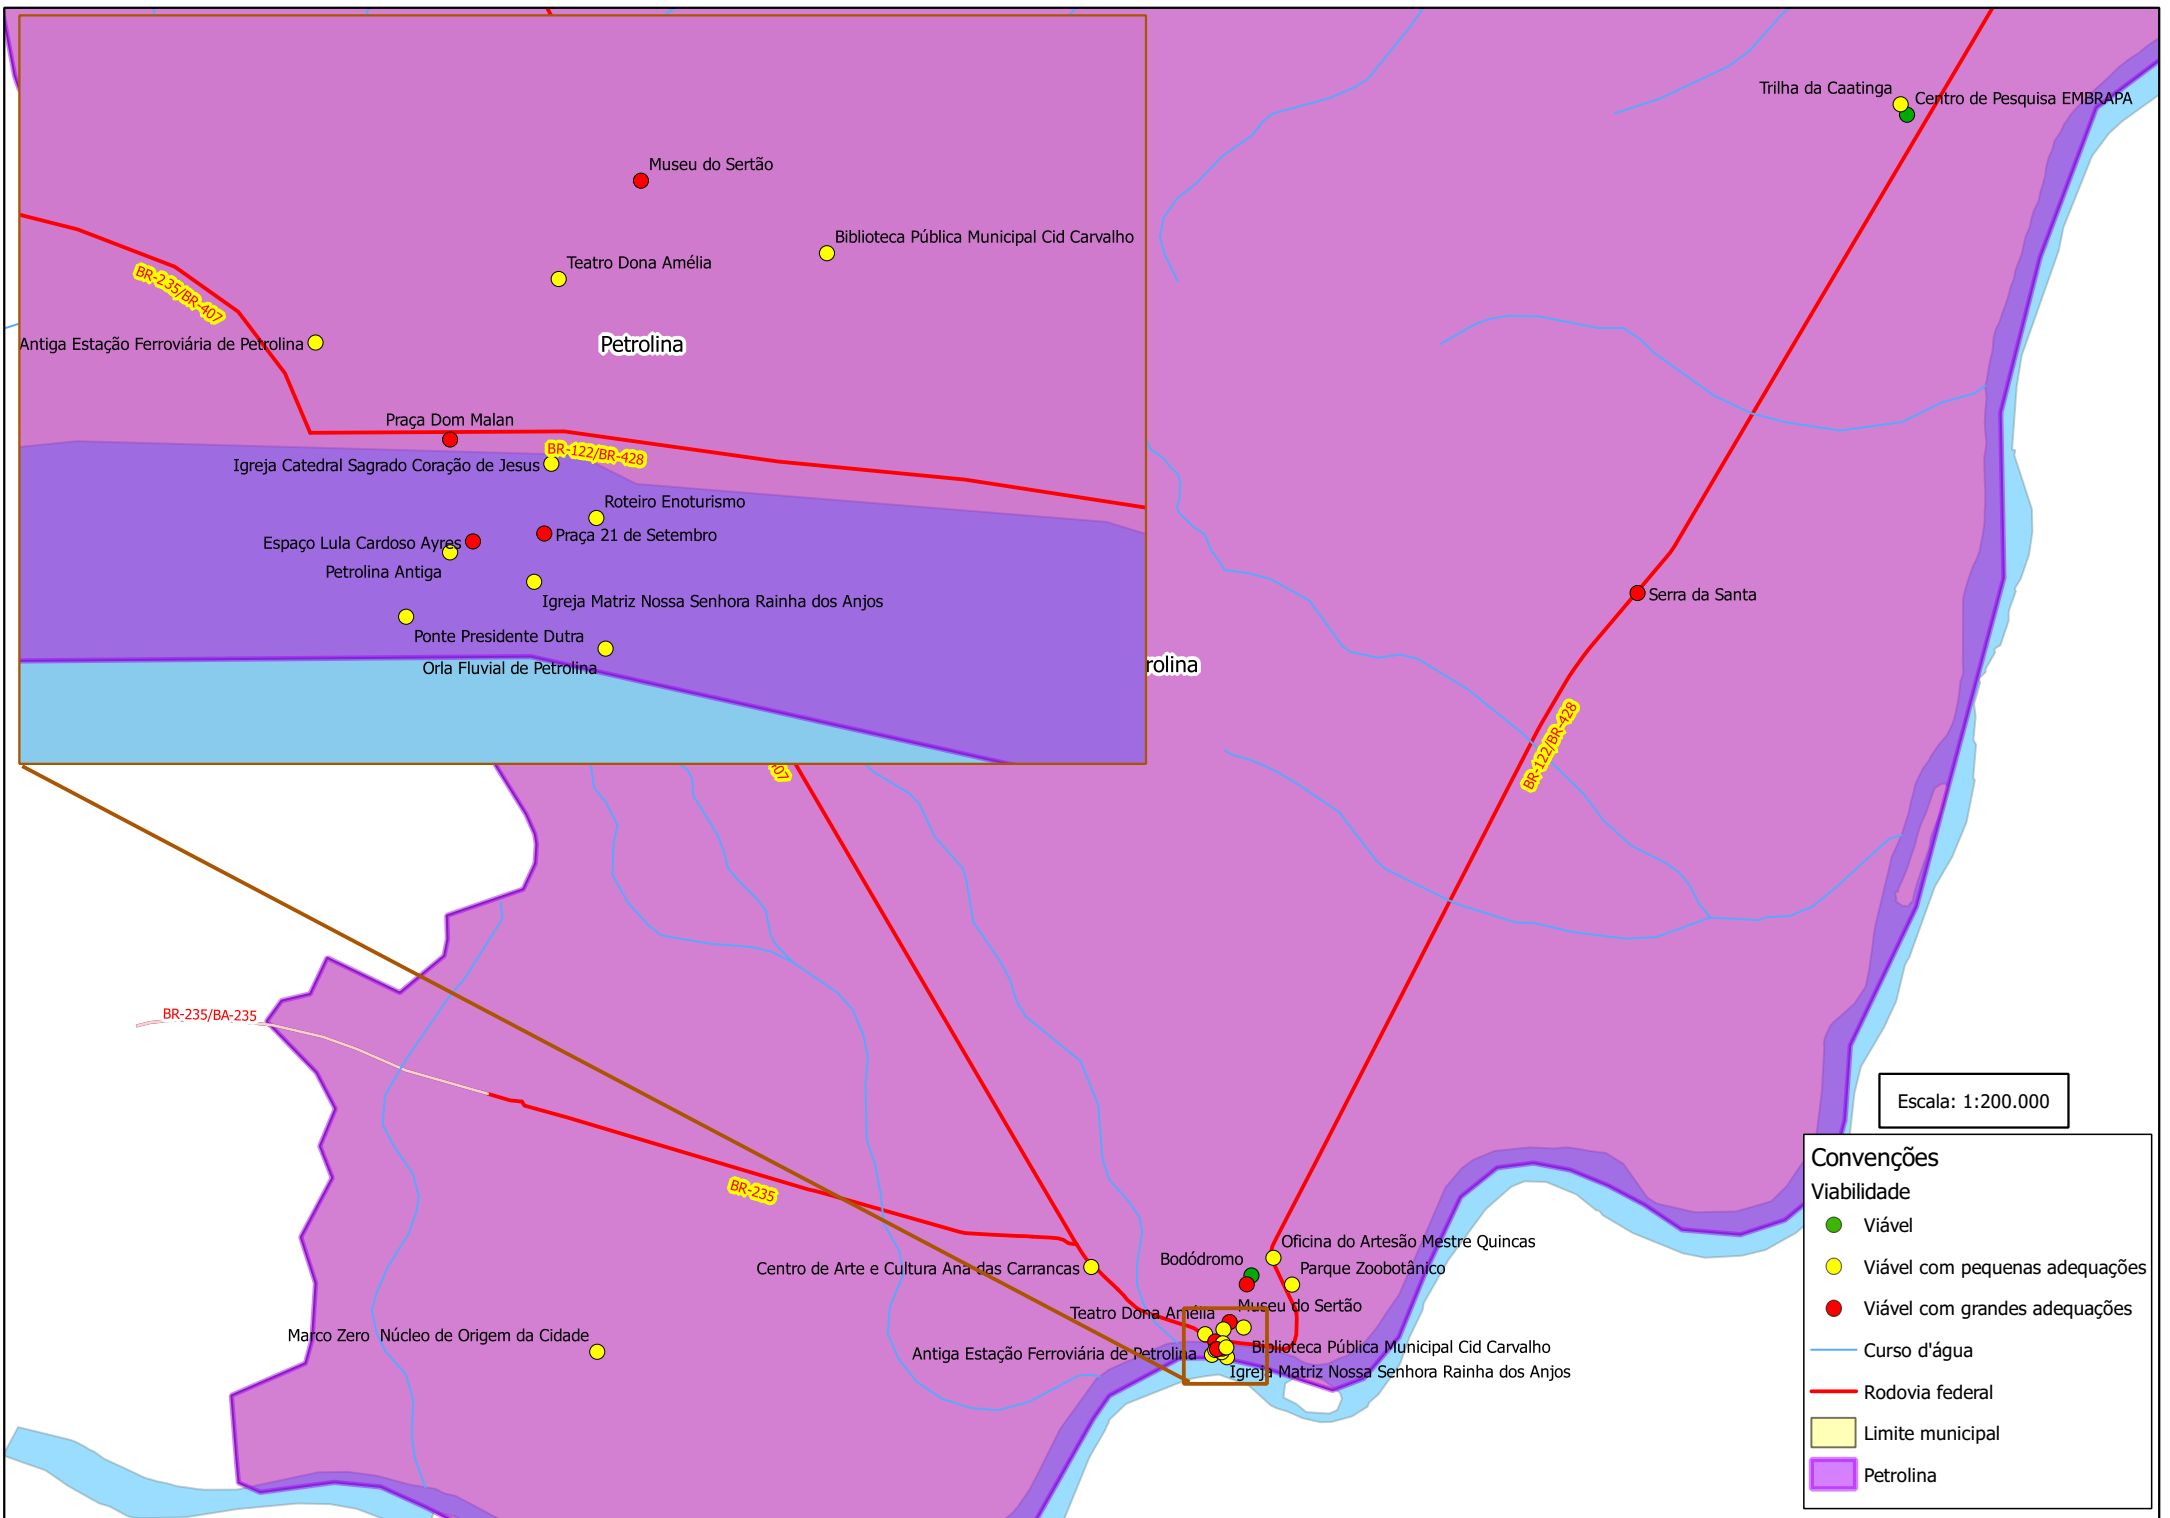 Trilha da Caatinga
Centro de Pesquisa EMBRAPA
Museu do Sertão
Biblioteca Pública Municipal Cid Carvalho
Teatro Dona Amélia
BR-235/BR-407
Antiga Estação Ferroviária de Petrolina
Petrolina
Praça Dom Malan
BR-122/BR-428
Igreja Catedral Sagrado Coração de Jesus
Roteiro Enoturismo
Praça 21 de Setembro
Espaço Lula Cardoso Ayres
Petrolina Antiga
Igreja Matriz Nossa Senhora Rainha dos Anjos
Ponte Presidente Dutra
Orla Fluvial de Petrolina
Serra da Santa
rolina
BR-122/BR-428
07
BR-235/BA-235
BR-235
Escala: 1:200.000
Oficina do Artesão Mestre Quincas
Bodódromo
Parque Zoobotânico
Centro de Arte e Cultura Ana das Carrancas
Museu do Sertão
Teatro Dona Amélia
Marco Zero  Núcleo de Origem da Cidade
Biblioteca Pública Municipal Cid Carvalho
Antiga Estação Ferroviária de Petrolina
Igreja Matriz Nossa Senhora Rainha dos Anjos
Convenções
Viabilidade
Viável
Viável com pequenas adequações
Viável com grandes adequações
Curso d'água
Rodovia federal
Limite municipal
Petrolina